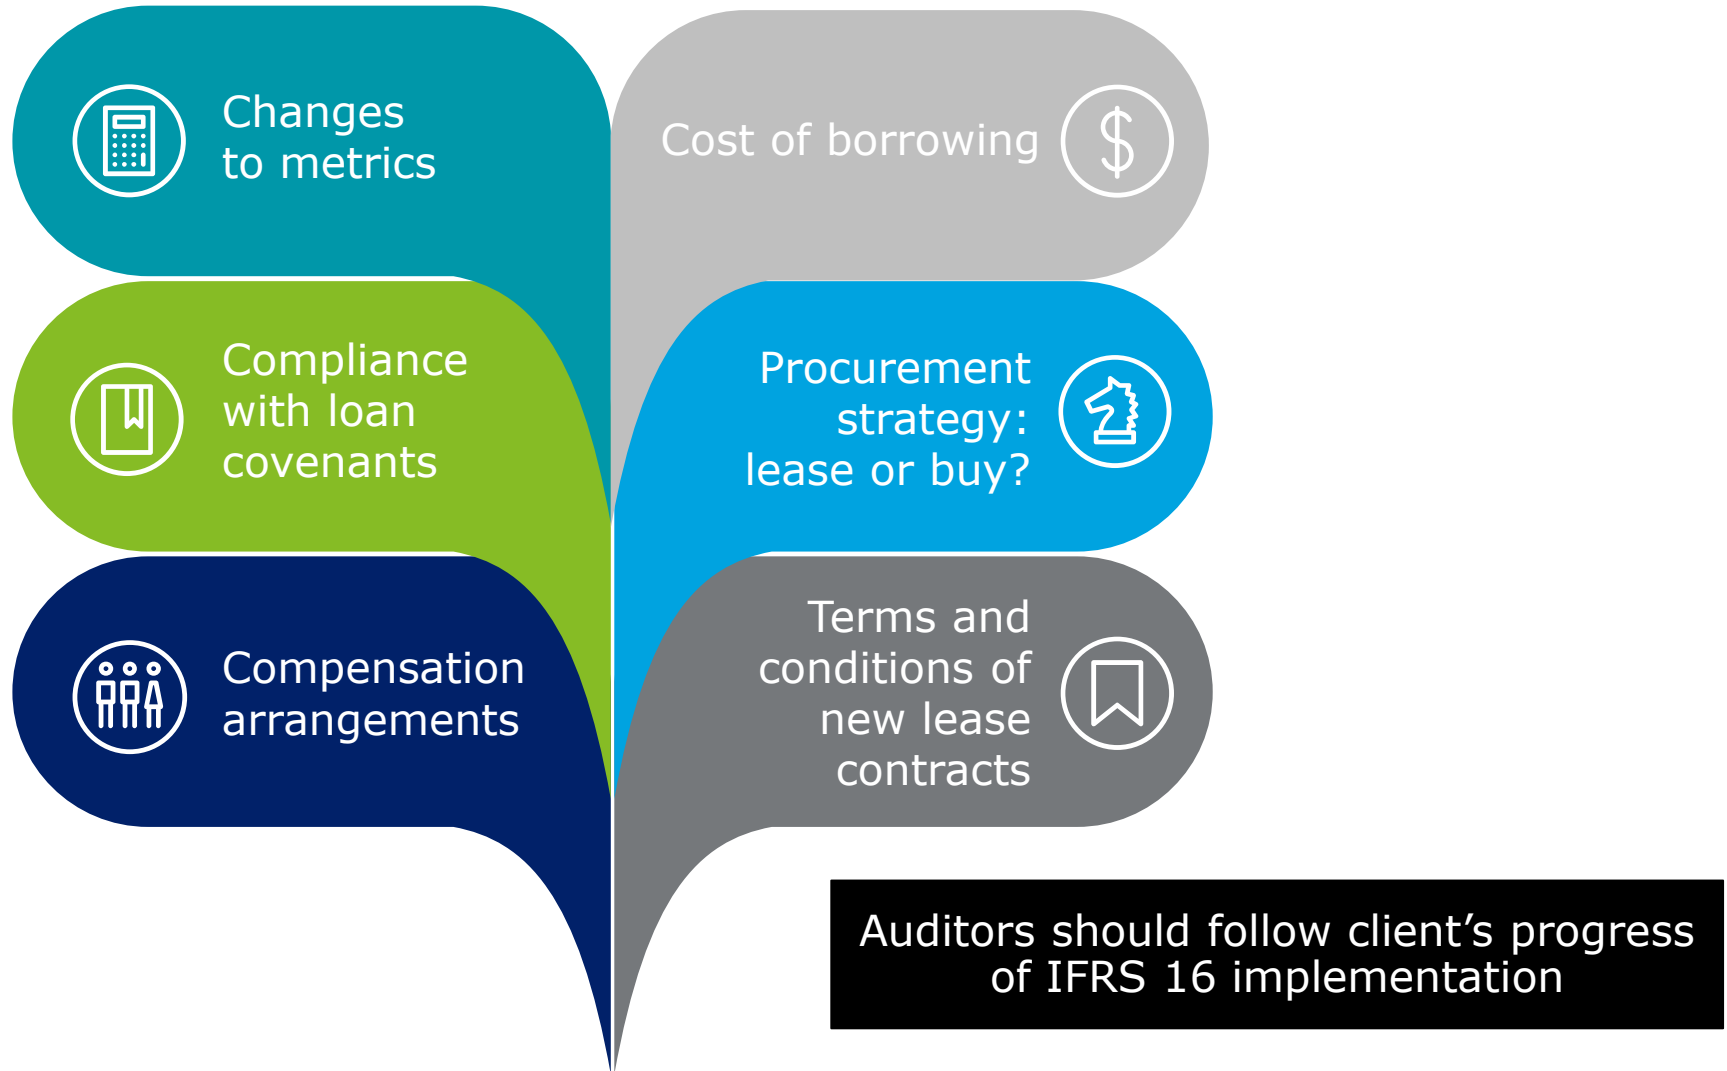 Changes
to metrics
Cost of borrowing
Compliance
with loan
covenants
Procurement
strategy:
lease or buy?
Compensation
arrangements
Terms and
conditions of
new lease
contracts
Auditors should follow client’s progress
of IFRS 16 implementation